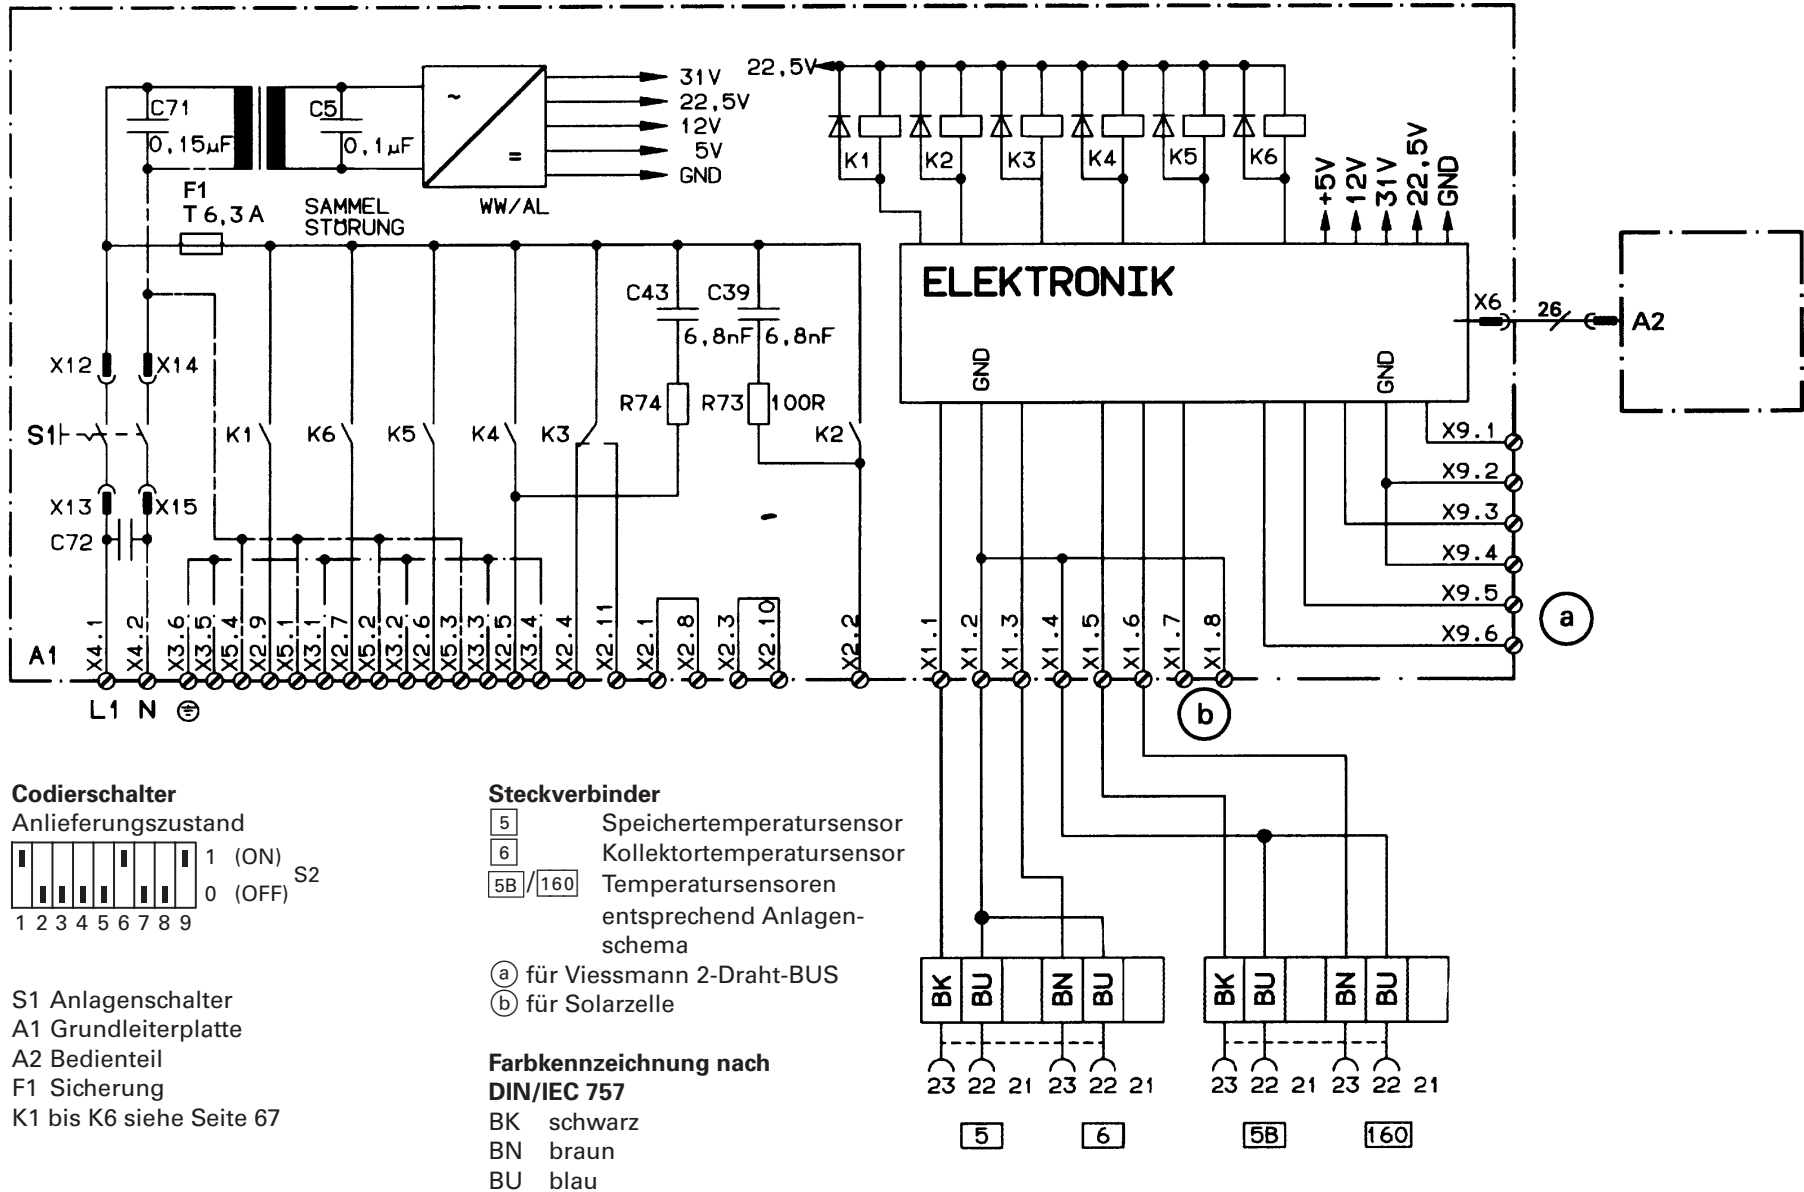 31V
22,5V
12V
5V
GND
C71
0,15µF
C5
0,1µF
~
=
WW/AL
F1
T 6,3 A
SAMMEL
STÖRUNG
22,5V
K1
K2
K3
K4
K5
K6
+5V
12V
31V
22,5V
GND
ELEKTRONIK
GND
GND
X6
26
A2
C43
6,8nF
C39
6,8nF
R74
R73
100R
X12
X14
S1
X13
X15
C72
K1
K6
K5
K4
K3
K2
X9.1
X9.2
X9.3
X9.4
X9.5
X9.6
a
A1
X4.1
X4.2
X3.6
X3.5
X5.4
X2.9
X5.1
X3.1
X2.7
X5.2
X3.2
X2.6
X5.3
X3.3
X2.5
X3.4
X2.4
X2.11
X2.1
X2.8
X2.3
X2.10
X2.2
X1.1
X1.2
X1.3
X1.4
X1.5
X1.6
X1.7
X1.8
L1 N
b
Codierschalter
Anlieferungszustand
1 (ON)
S2
0 (OFF)
1 2 3 4 5 6 7 8 9
S1 Anlagenschalter
A1 Grundleiterplatte
A2 Bedienteil
F1 Sicherung
K1 bis K6 siehe Seite 67
Steckverbinder
5 Speichertemperatursensor
6 Kollektortemperatursensor
5B/160 Temperatursensoren
entsprechend Anlagen-
schema
a für Viessmann 2-Draht-BUS
b für Solarzelle
Farbkennzeichnung nach
DIN/IEC 757
BK schwarz
BN braun
BU blau
BK BU BN BU
23 22 21 23 22 21
5 6
BK BU BN BU
23 22 21 23 22 21
5B 160